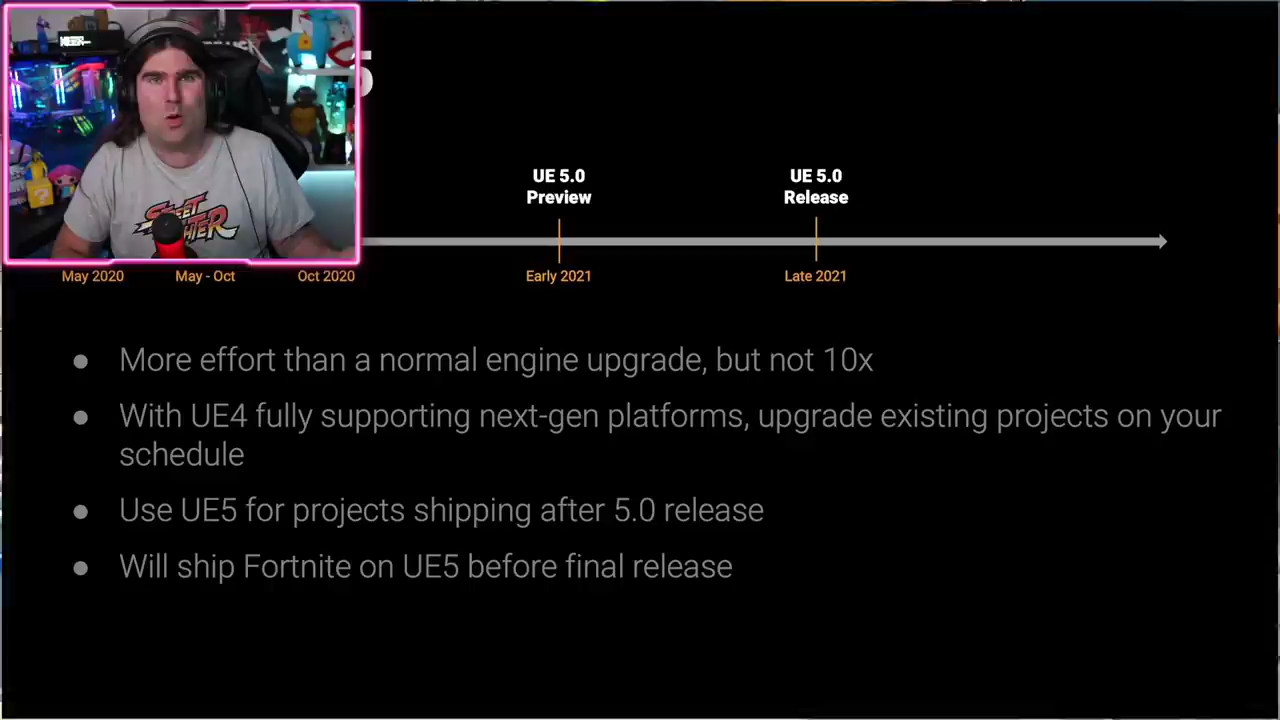 5
UE 5.0
Preview
UE 5.0
Release
May 2020
May - Oct
Oct 2020
Early 2021
Late 2021
STREET
FIGHTER
More effort than a normal engine upgrade, but not 10x
With UE4 fully supporting next-gen platforms, upgrade existing projects on your
schedule
Use UE5 for projects shipping after 5.0 release
Will ship Fortnite on UE5 before final release